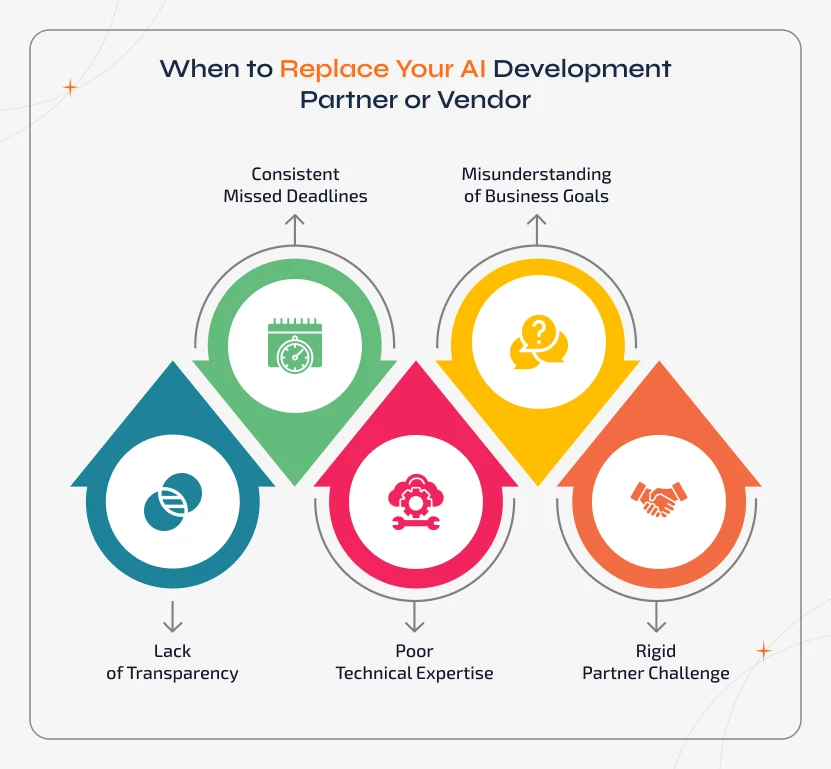 When to Replace Your AI Development
Partner or Vendor
Consistent
Missed Deadlines
Misunderstanding
of Business Goals
Lack
of Transparency
Poor
Technical Expertise
Rigid
Partner Challenge